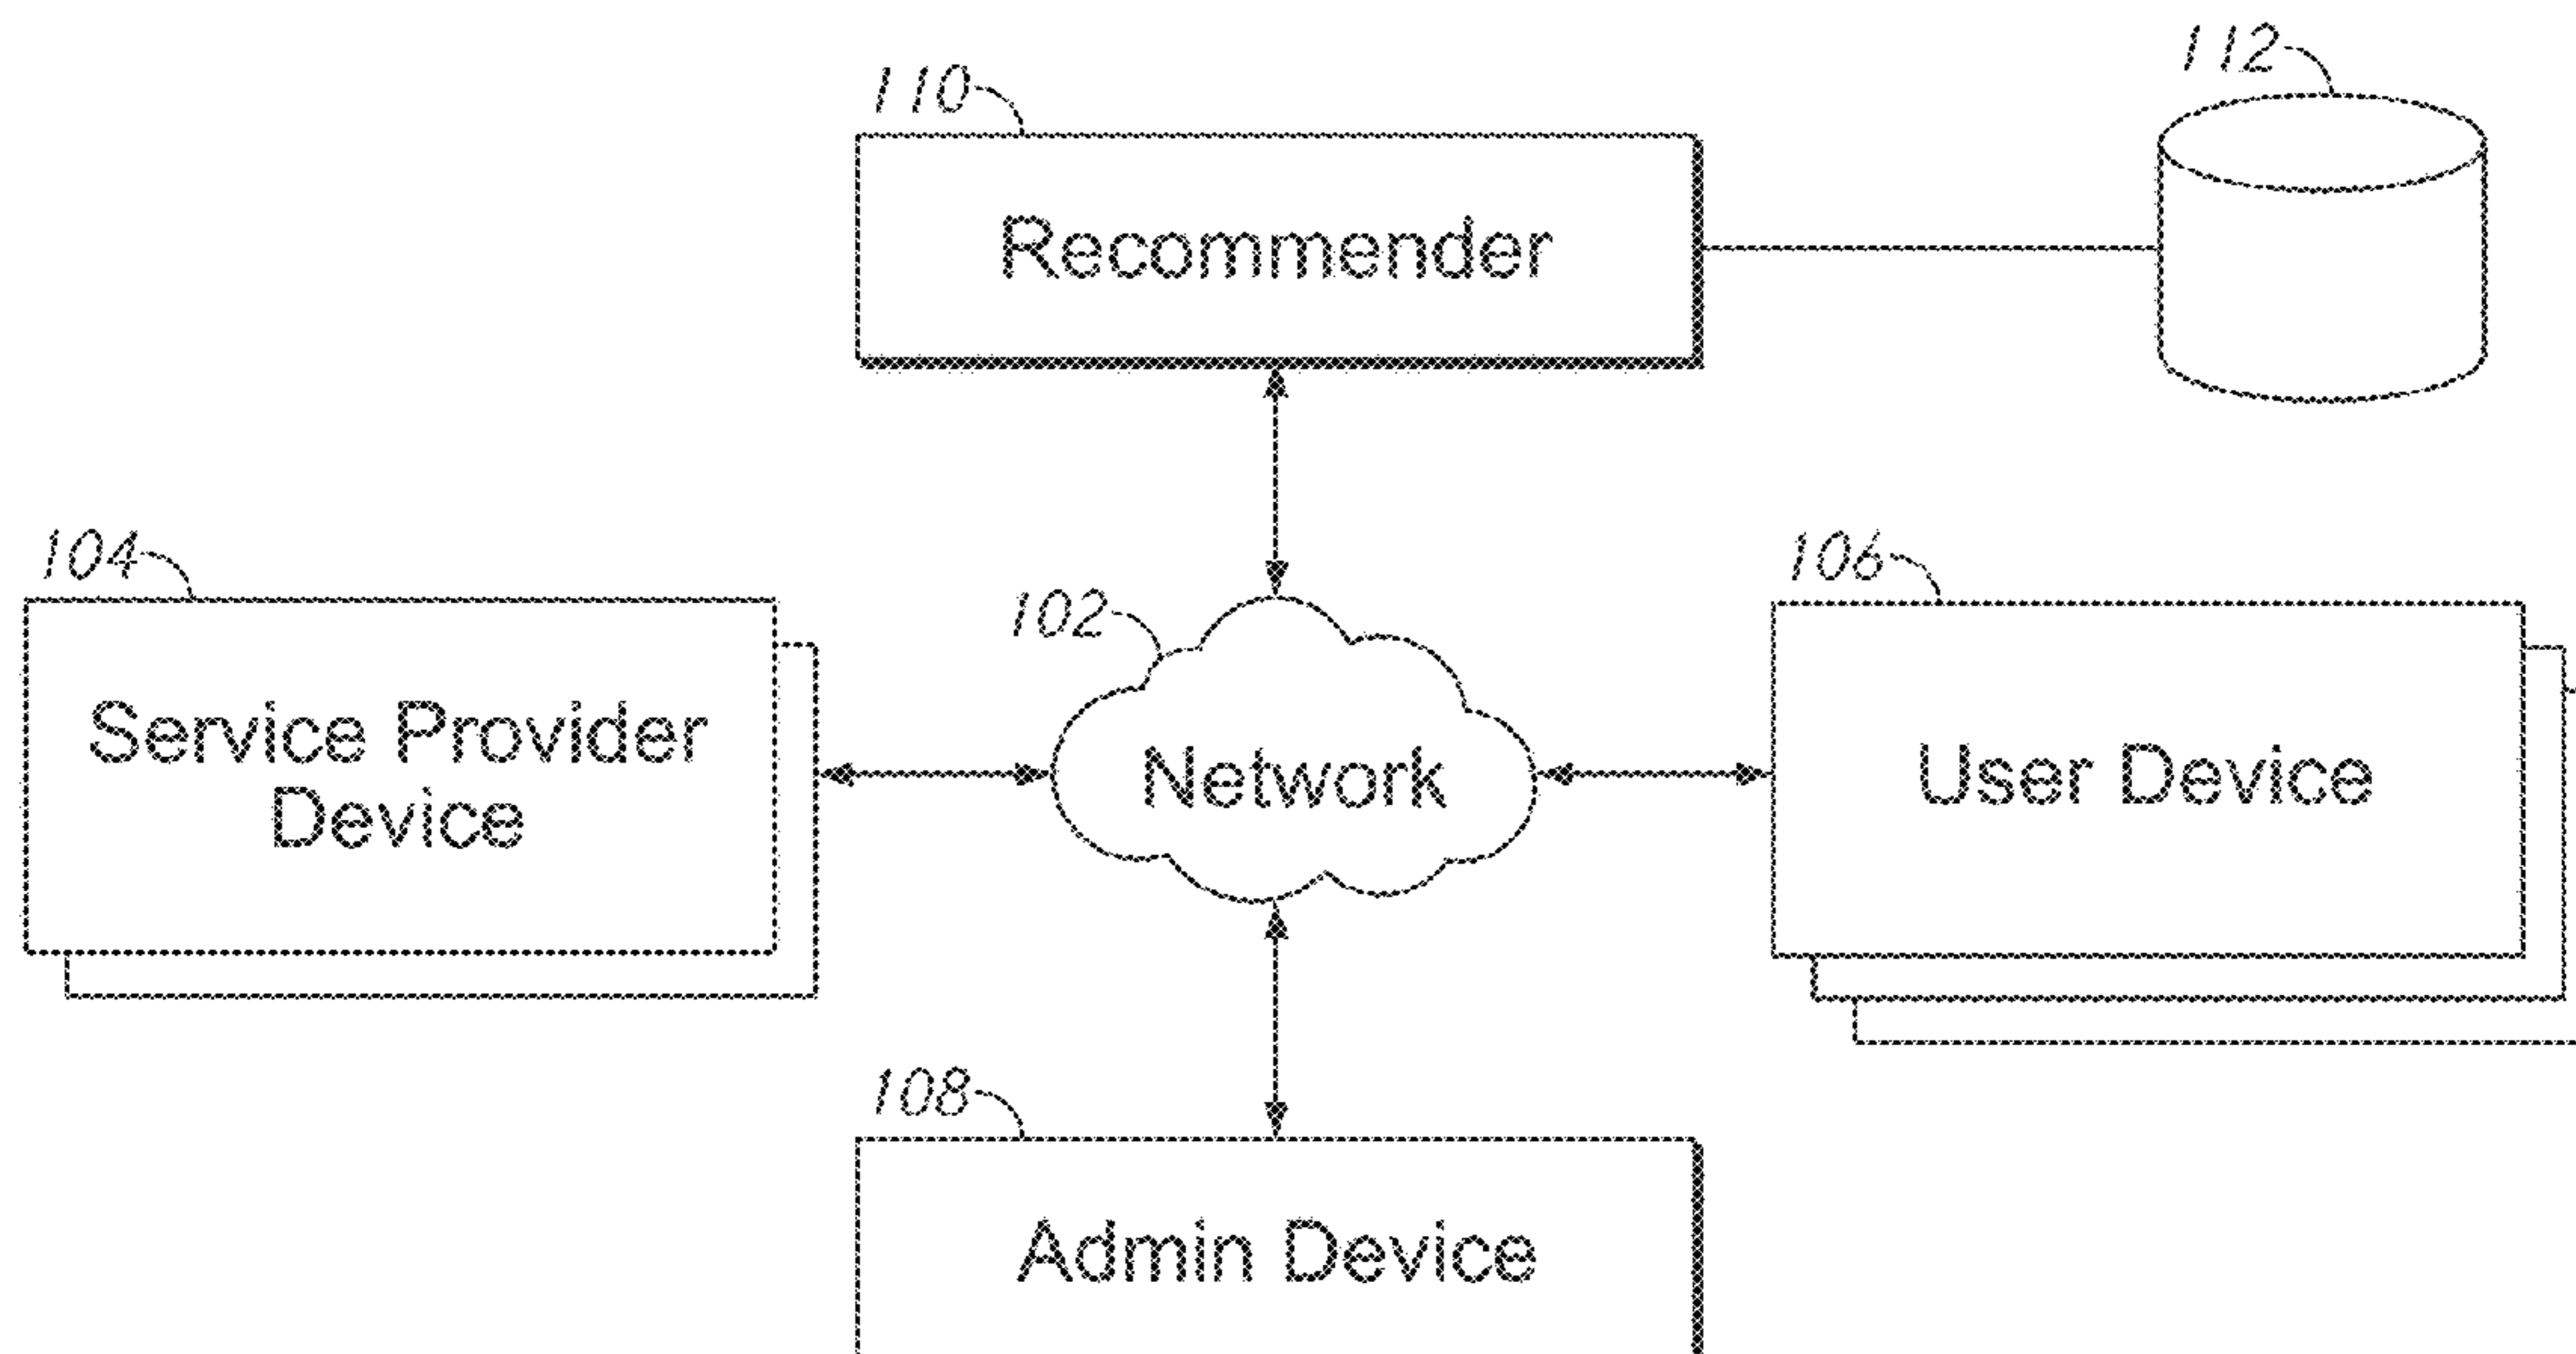 112
110
Recommender
104
106
102
Service Provider
Device
Network
User Device
108
Admin Device